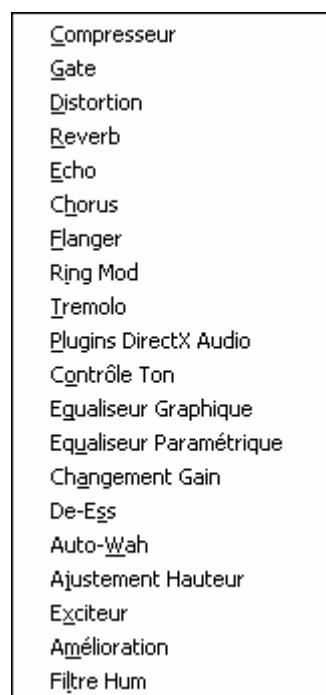 Compresseur
Gate
Distortion
Reverb
Echo
Chorus
Flanger
Ring Mod
Tremolo
Plugins DirectX Audio
Contrôle Ton
Egualiseur Graphique
Equaliseur Paramétrique
Changement Gain
De-Ess
Auto-Wah
Ajustement Hauteur
Exciteur
Amélioration
Filtre Hum